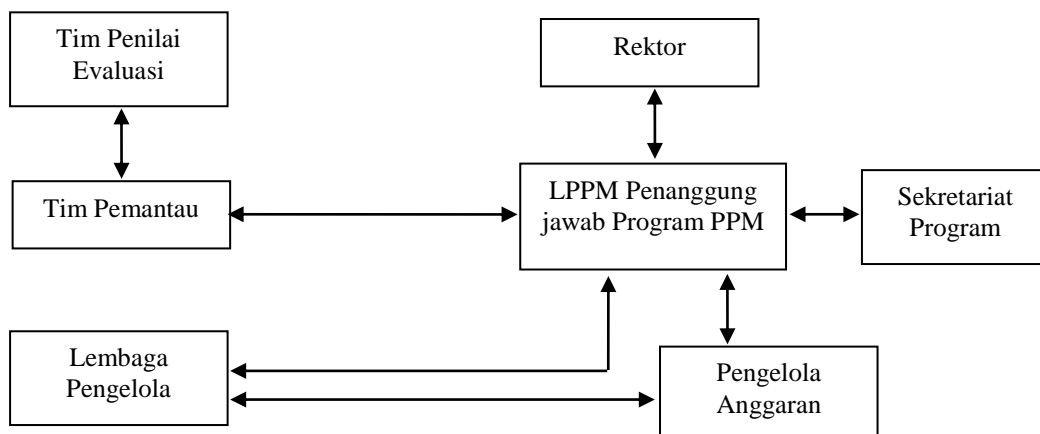 Tim Penilai
Evaluasi
Rektor
Tim Pemantau
LPPM Penanggung
jawab Program PPM
Sekretariat
Program
Lembaga
Pengelola
Pengelola
Anggaran